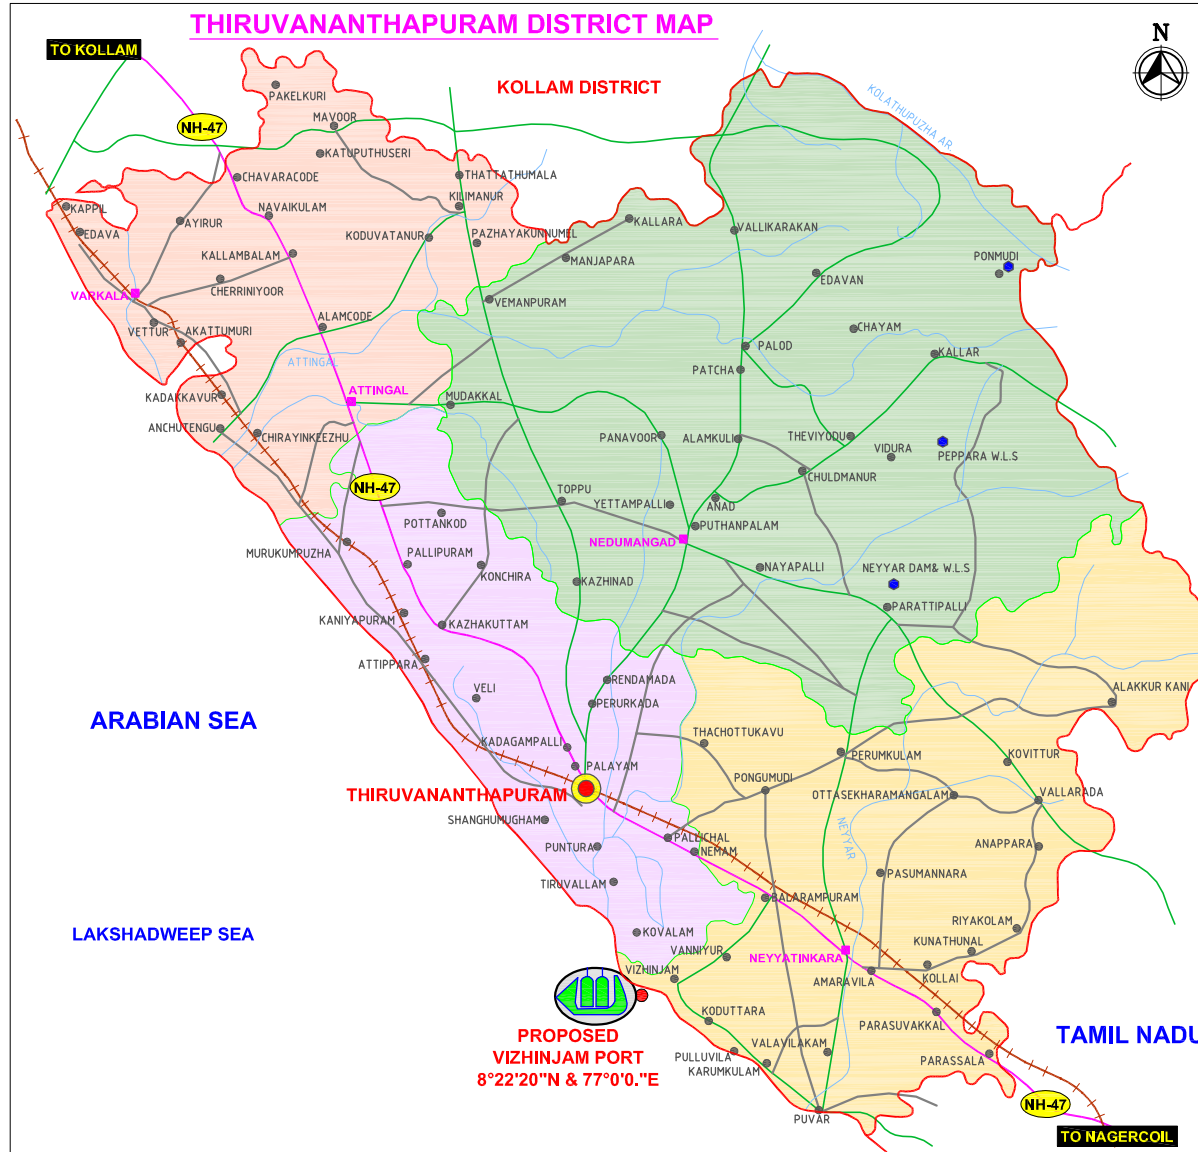 THIRUVANANTHAPURAM DISTRICT MAP
TO KOLLAM
N
KOLLAM DISTRICT
PAKELKURI
KOLATHUPUZHA AR.
NH-47
MAVOOR
KATUPUTHUSERI
CHAVARACODE
THATTATHUMALA
KILIMANUR
KAPPIL
NAVAIKULAM
AYIRUR
KALLARA
EDAVA
KODUVATANUR
PAZHAYAKUNNUMEL
VALLIKARAKAN
KALLAMBALAM
MANJAPARA
PONMUDI
CHERRINIYOOR
EDAVAN
VARKALA
VEMANPURAM
ALAMCODE
VETTUR
AKATTUMURI
CHAYAM
PALOD
KALLAR
ATTINGAL
PATCHA
ATTINGAL
KADAKKAVUR
MUDAKKAL
ANCHUTENGU
CHIRAYINKEEZHU
PANAVOOR
ALAMKULI
THEVIYODU
VIDURA
PEPPARA W.L.S
CHULDMANUR
NH-47
TOPPU
YETTAMPALLI
ANAD
POTTANKOD
PUTHANPALAM
NEDUMANGAD
MURUKUMPUZHA
PALLIPURAM
KONCHIRA
KAZHINAD
NAYAPALLI
NEYYAR DAM& W.L.S
PARATTIPALLI
KANIYAPURAM
KAZHAKUTTAM
ATTIPPARA
RENDAMADA
VELI
ALAKKUR KANI
PERURKADA
ARABIAN SEA
THACHOTTUKAVU
KADAGAMPALLI
PERUMKULAM
KOVITTUR
PALAYAM
PONGUMUDI
THIRUVANANTHAPURAM
OTTASEKHARAMANGALAM
VALLARADA
SHANGHUMUGHAM
PALLICHAL
NEYYAR
PUNTURA
NEMAM
ANAPPARA
PASUMANNARA
TIRUVALLAM
BALARAMPURAM
RIYAKOLAM
LAKSHADWEEP SEA
KOVALAM
KUNATHUNAL
VANNIYUR
NEYYATINKARA
VIZHINJAM
AMARAVILA
KOLLAI
KODUTTARA
PARASUVAKKAL
PROPOSED
VIZHINJAM PORT
8°22'20"N & 77°0'0."E
TAMIL NADU
VALAVILAKAM
PULLUVILA
KARUMKULAM
PARASSALA
NH-47
PUVAR
TO NAGERCOIL